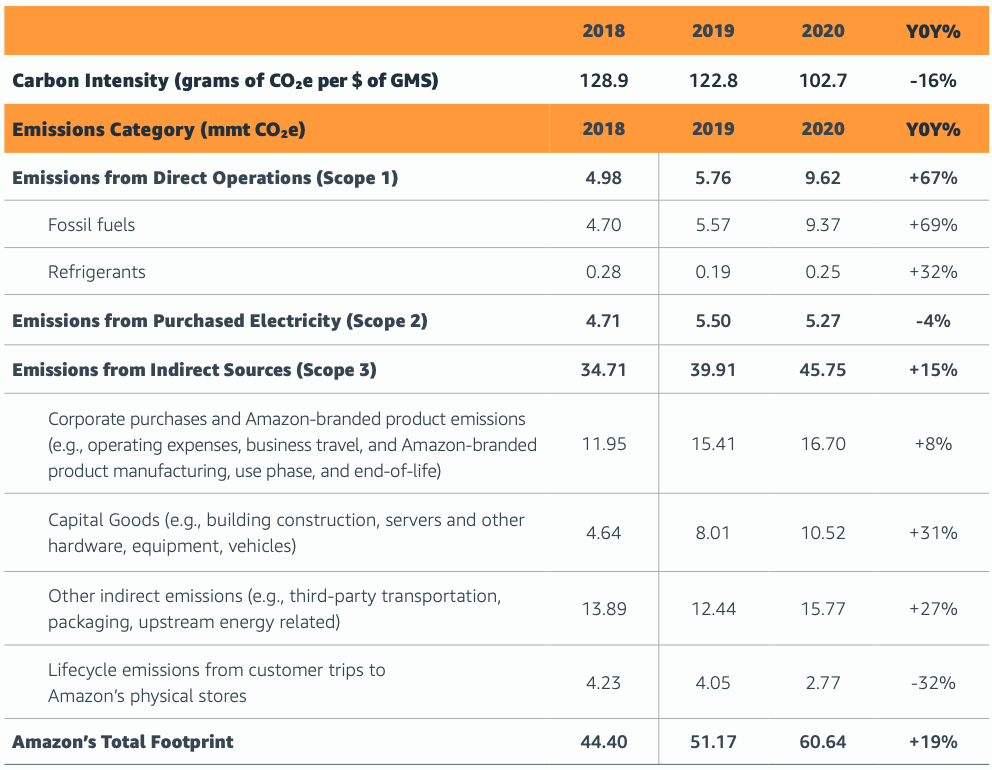 2018 2019 2020 Y0Y%
Carbon Intensity (grams of CO₂e per $ of GMS) 128.9 122.8 102.7 -16%
Emissions Category (mmt CO₂e) 2018 2019 2020 Y0Y%
Emissions from Direct Operations (Scope 1) 4.98 5.76 9.62 +67%
Fossil fuels 4.70 5.57 9.37 +69%
Refrigerants 0.28 0.19 0.25 +32%
Emissions from Purchased Electricity (Scope 2) 4.71 5.50 5.27 -4%
Emissions from Indirect Sources (Scope 3) 34.71 39.91 45.75 +15%
Corporate purchases and Amazon-branded product emissions
(e.g., operating expenses, business travel, and Amazon-branded
product manufacturing, use phase, and end-of-life)
11.95 15.41 16.70 +8%
Capital Goods (e.g., building construction, servers and other
hardware, equipment, vehicles)
4.64 8.01 10.52 +31%
Other indirect emissions (e.g., third-party transportation,
packaging, upstream energy related)
13.89 12.44 15.77 +27%
Lifecycle emissions from customer trips to
Amazon’s physical stores
4.23 4.05 2.77 -32%
Amazon’s Total Footprint 44.40 51.17 60.64 +19%